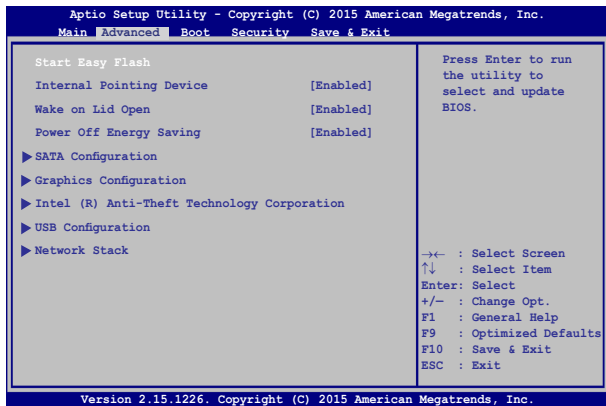 Aptio Setup Utility - Copyright (C) 2015 American Megatrends, Inc.
Main Advanced Boot Security Save & Exit
Start Easy Flash
Internal Pointing Device [Enabled]
Wake on Lid Open [Enabled]
Power Off Energy Saving [Enabled]
SATA Configuration
Graphics Configuration
Intel (R) Anti-Theft Technology Corporation
USB Configuration
Network Stack
Press Enter to run
the utility to
select and update
BIOS.
→← : Select Screen
↑↓ : Select Item
Enter: Select
+/— : Change Opt.
F1 : General Help
F9 : Optimized Defaults
F10 : Save & Exit
ESC : Exit
Version 2.15.1226. Copyright (C) 2015 American Megatrends, Inc.